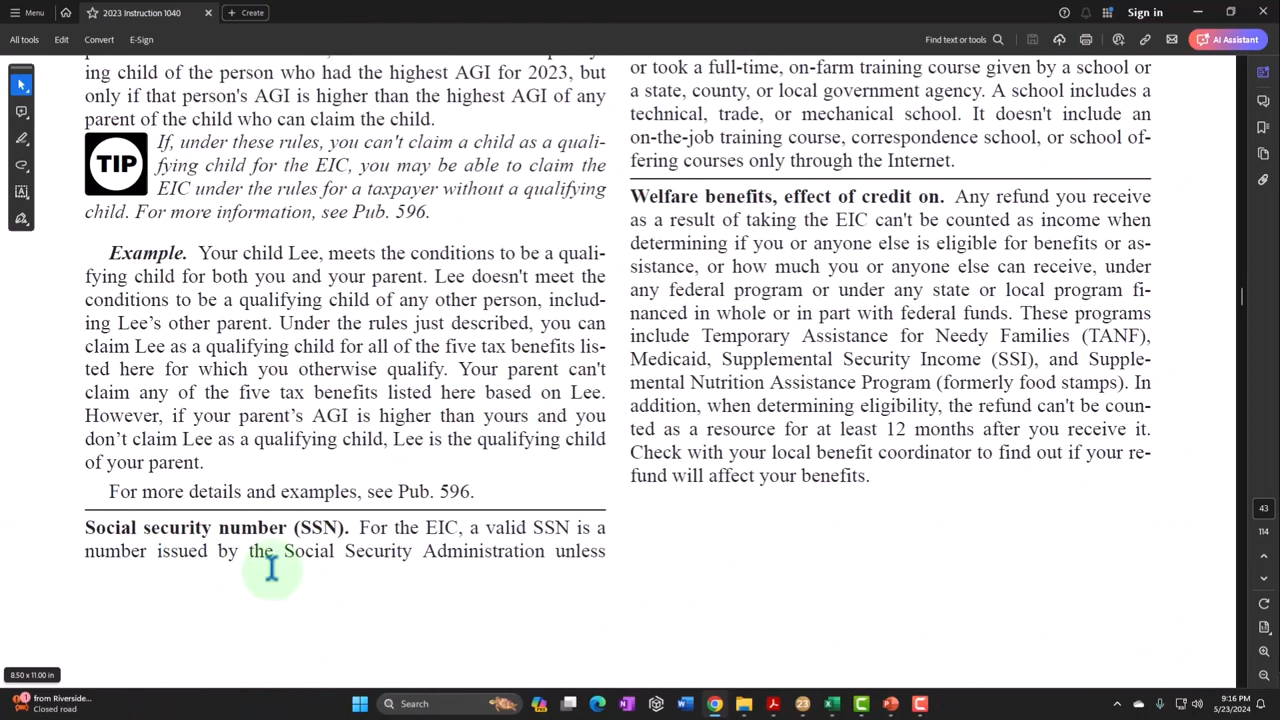 Menu
2023 Instruction 1040
Create
Sign in
All tools
Edit
Convert
E-Sign
Find text or tools
AI Assistant
ing child of the person who had the highest AGI for 2023, but
only if that person's AGI is higher than the highest AGI of any
parent of the child who can claim the child.
TIP
If, under these rules, you can't claim a child as a quali-
fying child for the EIC, you may be able to claim the
EIC under the rules for a taxpayer without a qualifying
child. For more information, see Pub. 596.
Example. Your child Lee, meets the conditions to be a quali-
fying child for both you and your parent. Lee doesn't meet the
conditions to be a qualifying child of any other person, includ-
ing Lee’s other parent. Under the rules just described, you can
claim Lee as a qualifying child for all of the five tax benefits lis-
ted here for which you otherwise qualify. Your parent can't
claim any of the five tax benefits listed here based on Lee.
However, if your parent’s AGI is higher than yours and you
don’t claim Lee as a qualifying child, Lee is the qualifying child
of your parent.
For more details and examples, see Pub. 596.
Social security number (SSN). For the EIC, a valid SSN is a
number issued by the Social Security Administration unless
or took a full-time, on-farm training course given by a school or
a state, county, or local government agency. A school includes a
technical, trade, or mechanical school. It doesn't include an
on-the-job training course, correspondence school, or school of-
fering courses only through the Internet.
Welfare benefits, effect of credit on. Any refund you receive
as a result of taking the EIC can't be counted as income when
determining if you or anyone else is eligible for benefits or as-
sistance, or how much you or anyone else can receive, under
any federal program or under any state or local program fi-
nanced in whole or in part with federal funds. These programs
include Temporary Assistance for Needy Families (TANF),
Medicaid, Supplemental Security Income (SSI), and Supple-
mental Nutrition Assistance Program (formerly food stamps). In
addition, when determining eligibility, the refund can't be coun-
ted as a resource for at least 12 months after you receive it.
Check with your local benefit coordinator to find out if your re-
fund will affect your benefits.
43
114
8.50 x 11.00 in
from Riverside...
Closed road
Search
9:16 PM
5/23/2024